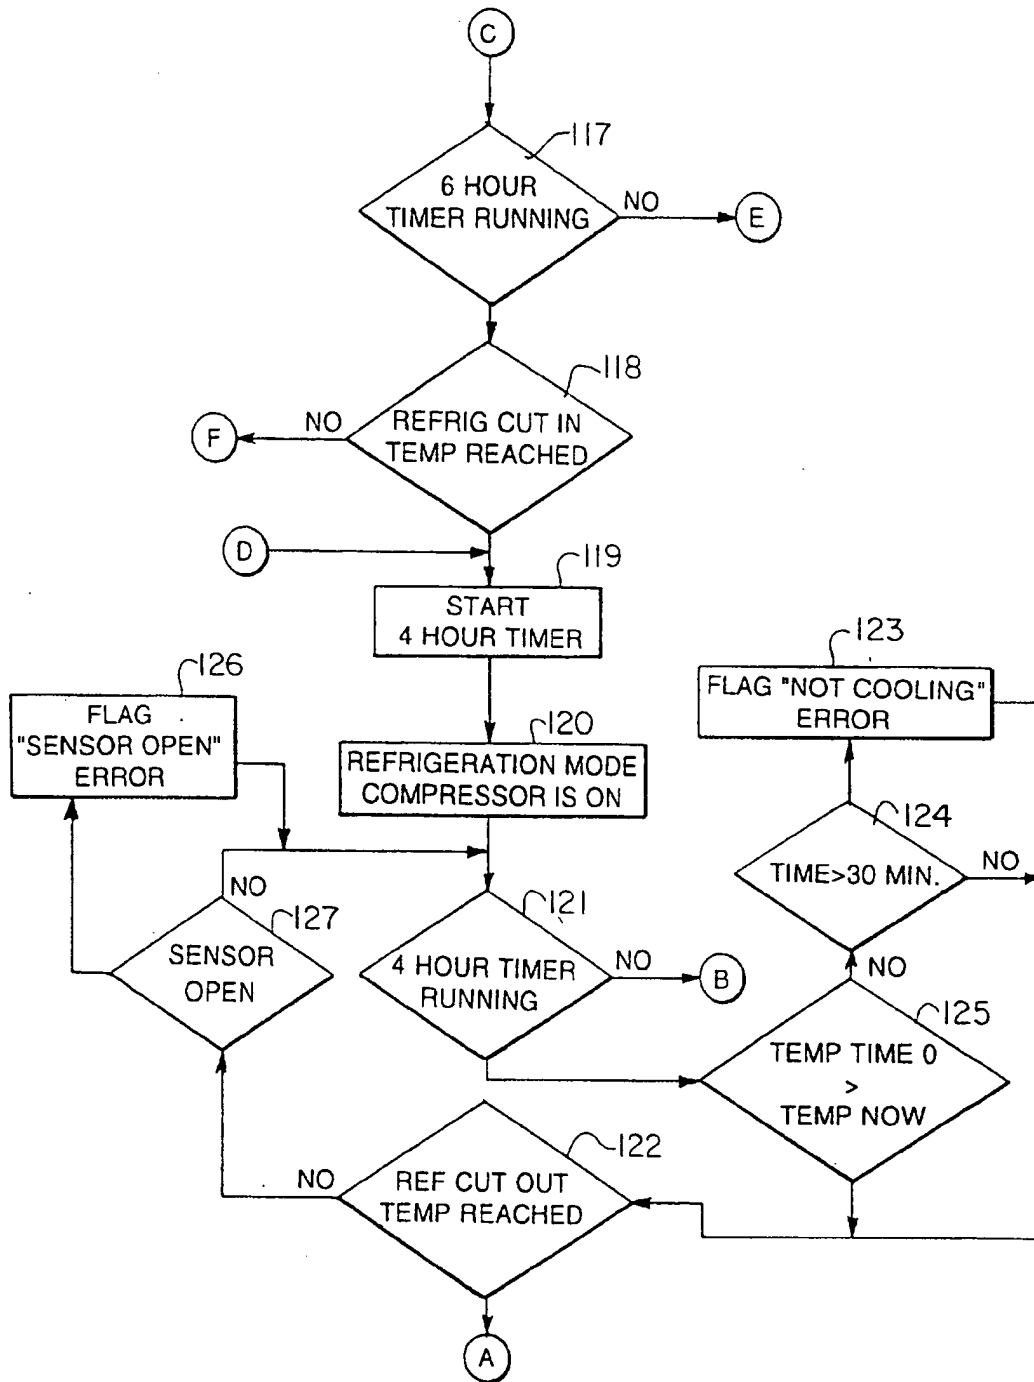 C
117
6 HOUR
TIMER RUNNING
NO
E
118
REFRIG CUT IN
TEMP REACHED
NO
F
D
119
START
4 HOUR TIMER
123
FLAG "NOT COOLING"
ERROR
126
FLAG
"SENSOR OPEN"
ERROR
120
REFRIGERATION MODE
COMPRESSOR IS ON
124
TIME>30 MIN.
NO
NO
127
SENSOR
OPEN
121
4 HOUR TIMER
RUNNING
NO
B
NO
125
TEMP TIME 0
>
TEMP NOW
122
REF CUT OUT
TEMP REACHED
NO
A